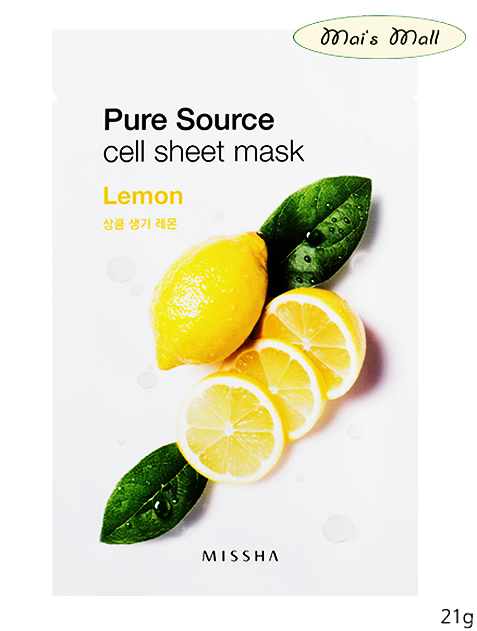 Mai's Mall
Pure Source
cell sheet mask
Lemon
상큼 생기 레몬
MISSHA
21g